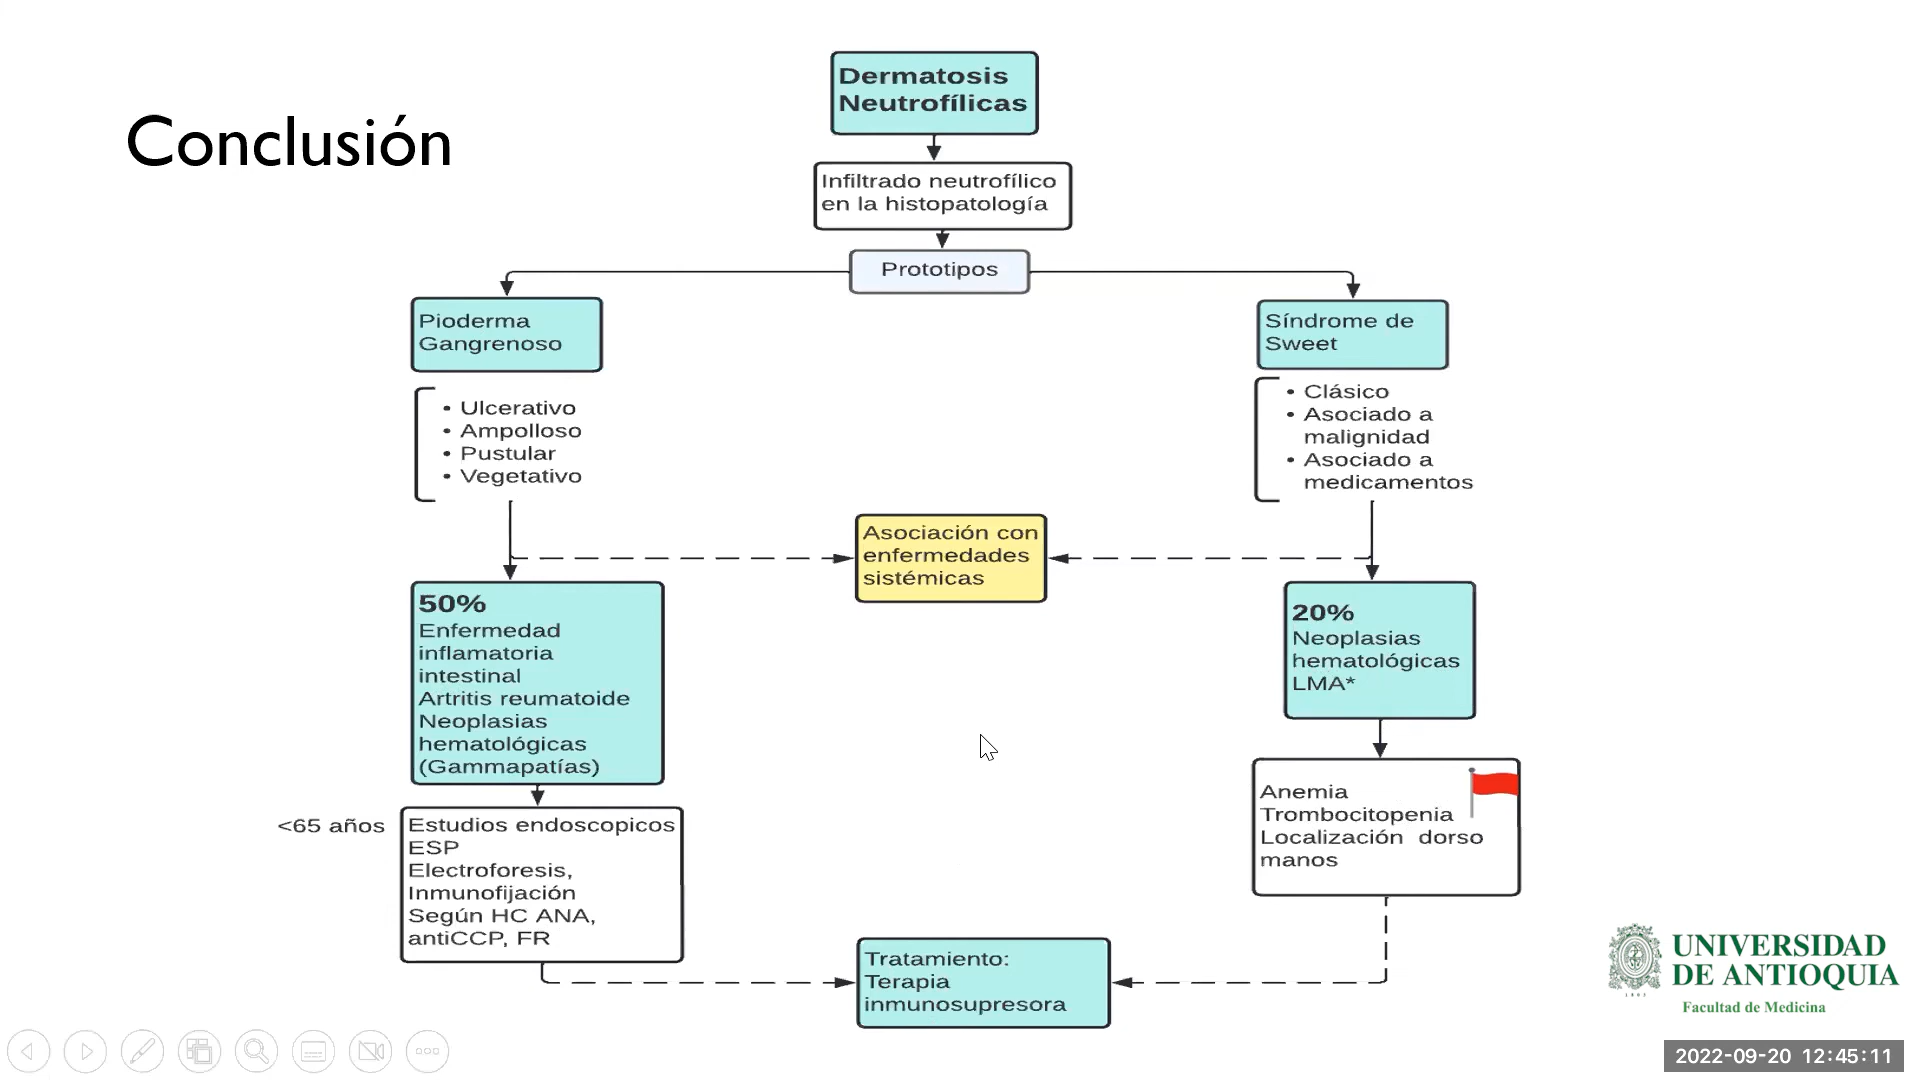 Conclusión
Dermatosis
Neutrofílicas
Infiltrado neutrofílico
en la histopatología
Prototipos
Pioderma
Gangrenoso
• Ulcerativo
• Ampolloso
• Pustular
• Vegetativo
Síndrome de
Sweet
• Clásico
• Asociado a
malignidad
• Asociado a
medicamentos
Asociación con
enfermedades
sistémicas
50%
Enfermedad
inflamatoria
intestinal
Artritis reumatoide
Neoplasias
hematológicas
(Gammapatías)
20%
Neoplasias
hematológicas
LMA*
<65 años
Estudios endoscopicos
ESP
Electroforesis,
Inmunofijación
Según HC ANA,
antiCCP, FR
Anemia
Trombocitopenia
Localización dorso
manos
Tratamiento:
Terapia
inmunosupresora
UNIVERSIDAD
DE ANTIOQUIA
1803
Facultad de Medicina
2022-09-20 12:45:11